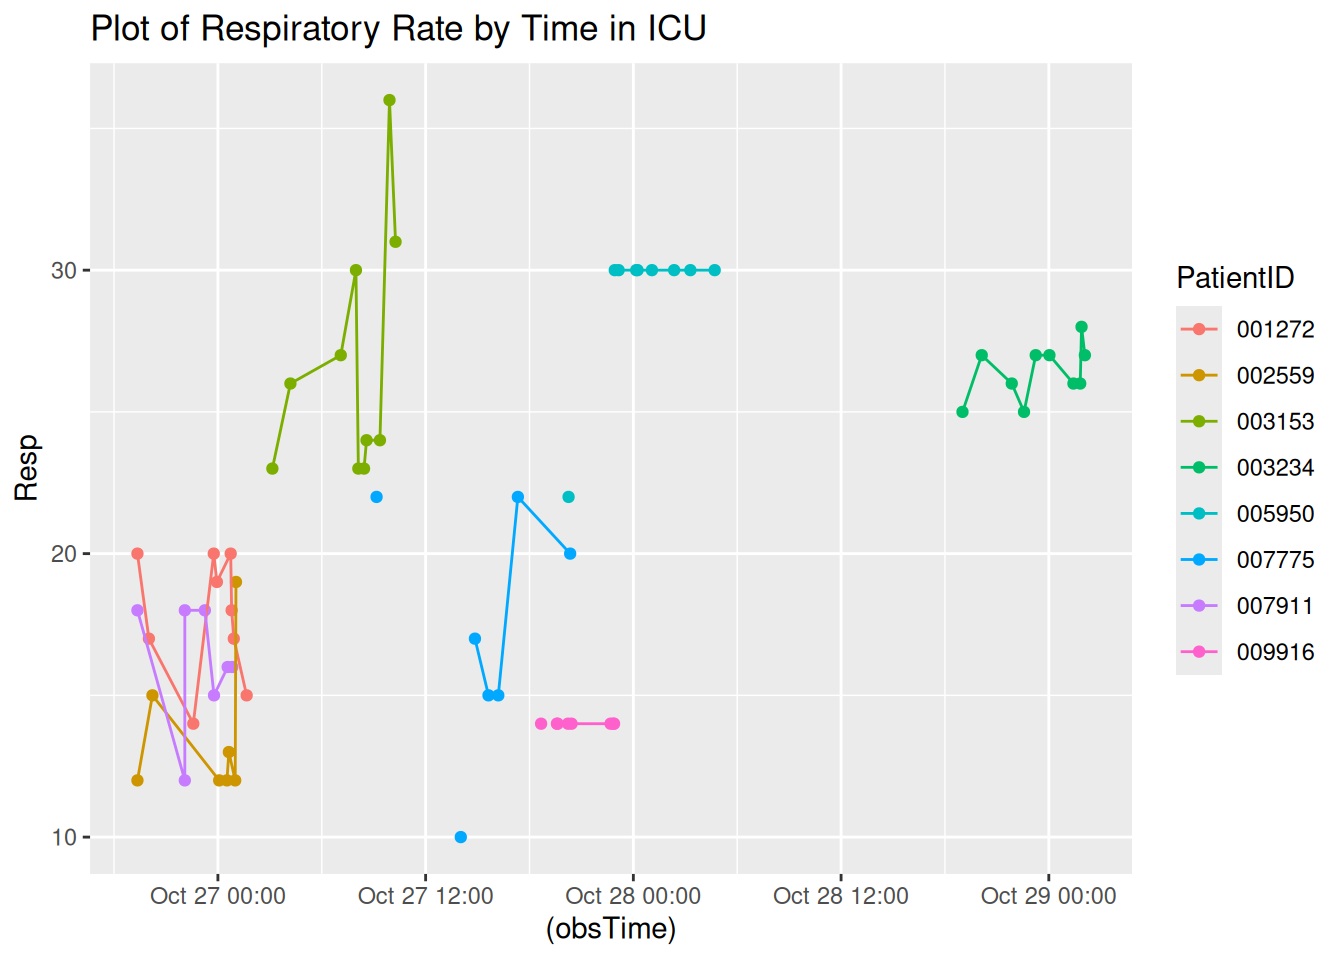 Plot of Respiratory Rate by Time in ICU
Resp
30
20
10
Oct 27 00:00 Oct 27 12:00 Oct 28 00:00 Oct 28 12:00 Oct 29 00:00
(obsTime)
PatientID
001272
002559
003153
003234
005950
007775
007911
009916